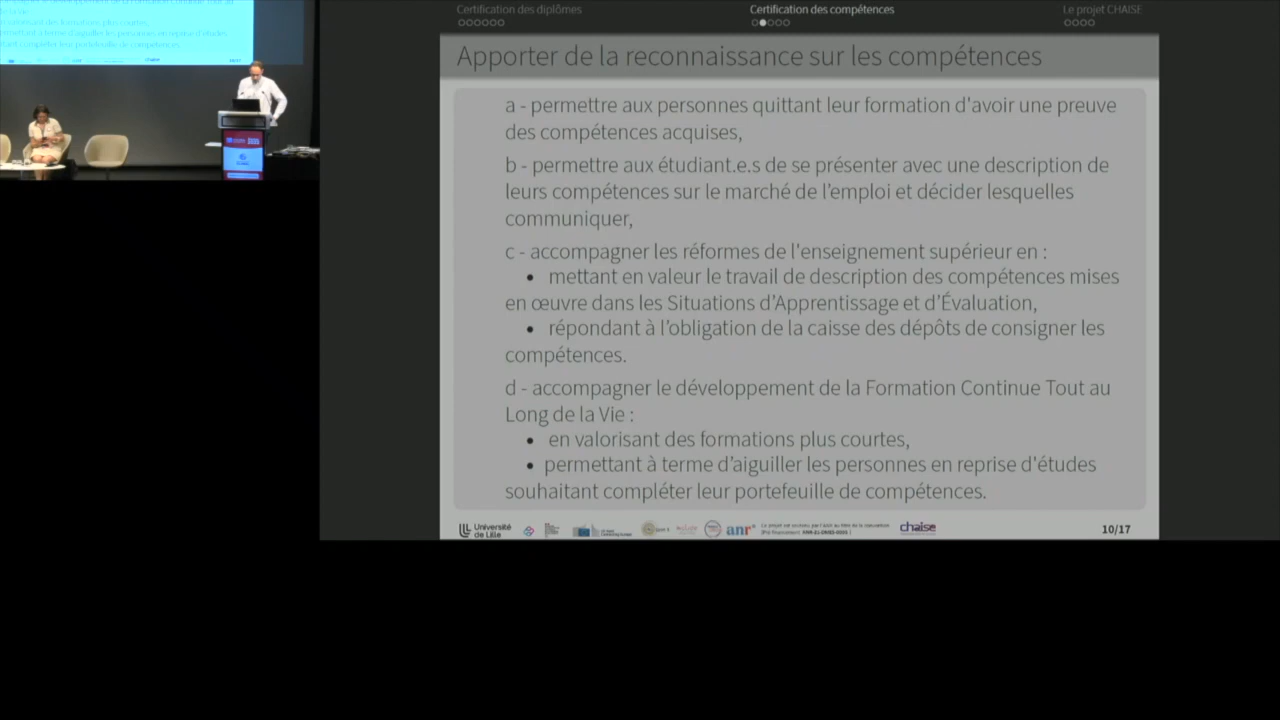 Certification des diplômes
Certification des compétences
Le projet CHAISE
Apporter de la reconnaissance sur les compétences
a - permettre aux personnes quittant leur formation d'avoir une preuve
des compétences acquises,
b - permettre aux étudiant.e.s de se présenter avec une description de
leurs compétences sur le marché de l'emploi et décider lesquelles
communiquer,
c - accompagner les réformes de l'enseignement supérieur en :
• mettant en valeur le travail de description des compétences mises
en œuvre dans les Situations d'Apprentissage et d'Évaluation,
• répondant à l'obligation de la caisse des dépôts de consigner les
compétences.
d - accompagner le développement de la Formation Continue Tout au
Long de la Vie :
• en valorisant des formations plus courtes,
• permettant à terme d'aiguiller les personnes en reprise d'études
souhaitant compléter leur portefeuille de compétences.
Université
de Lille
anr
chaise
10/17